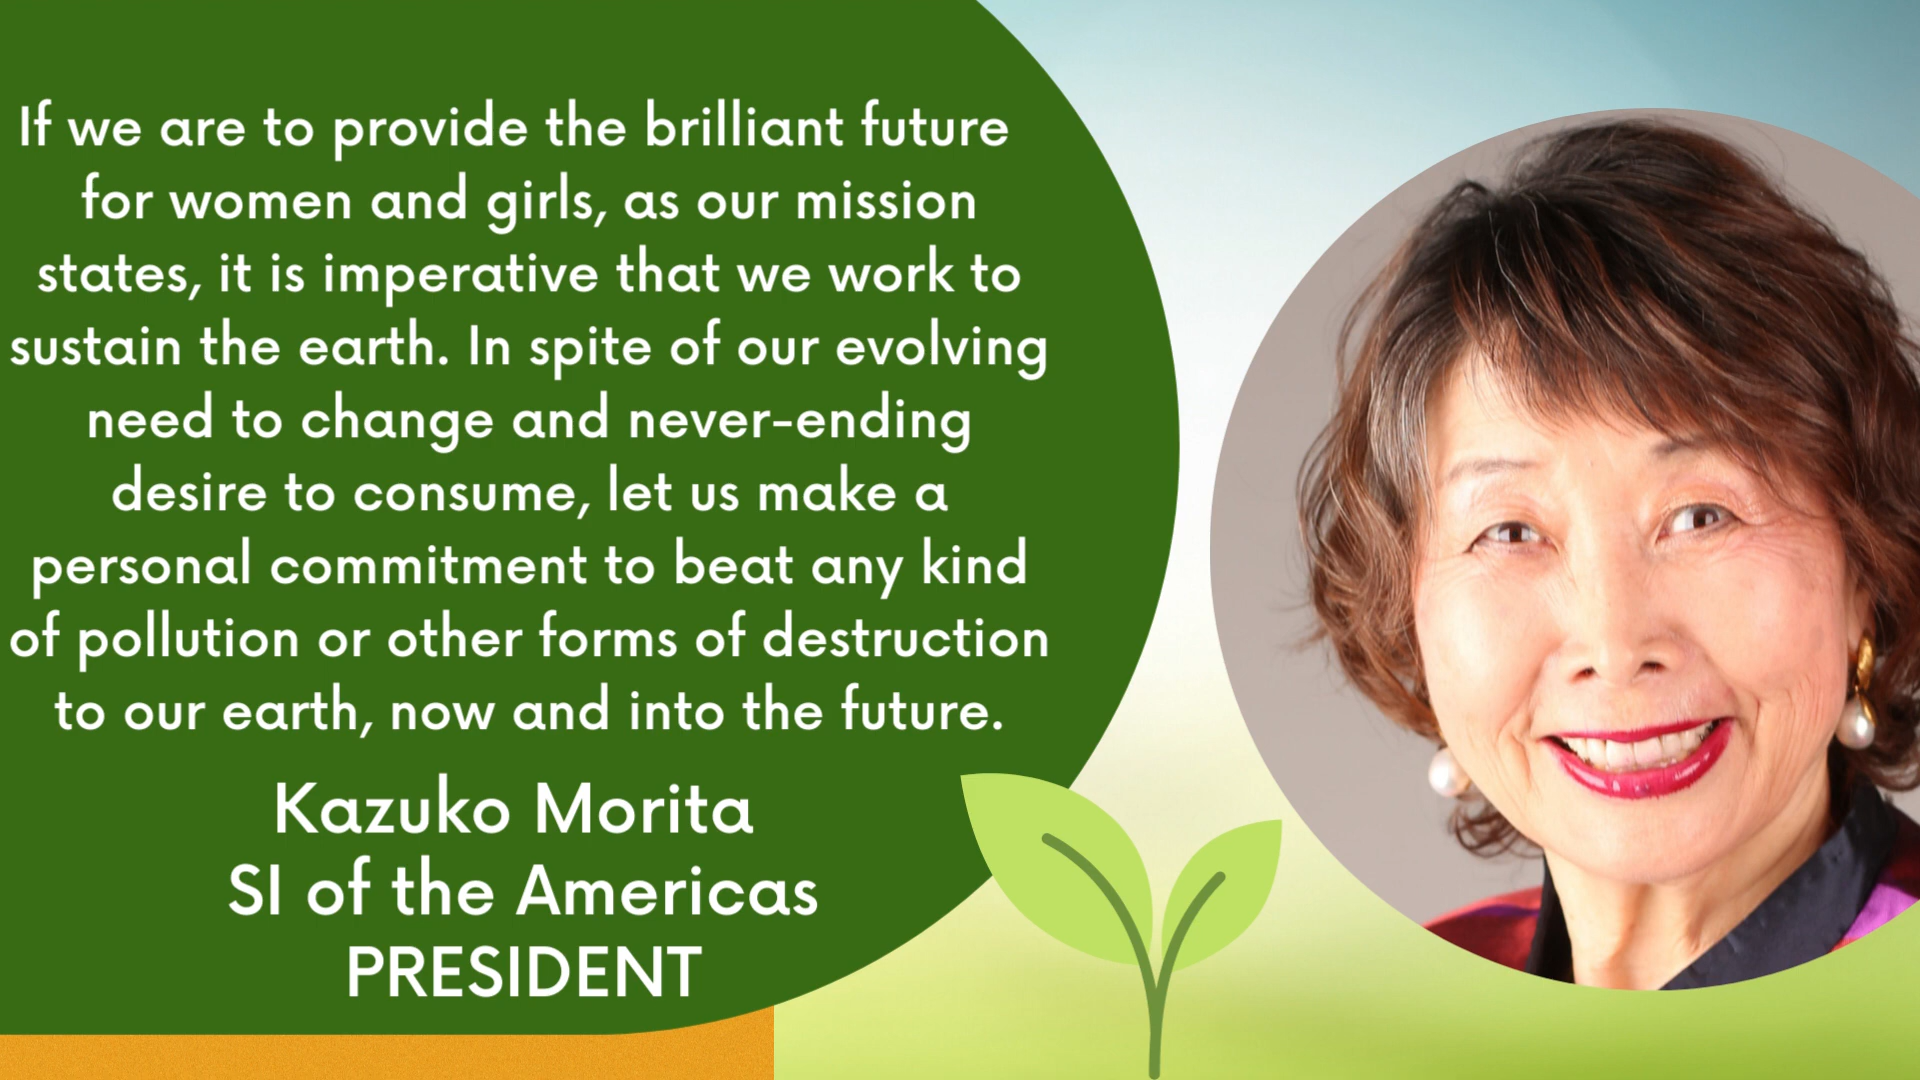 If we are to provide the brilliant future
for women and girls, as our mission
states, it is imperative that we work to
sustain the earth. In spite of our evolving
need to change and never-ending
desire to consume, let us make a
personal commitment to beat any kind
of pollution or other forms of destruction
to our earth, now and into the future.
Kazuko Morita
SI of the Americas
PRESIDENT